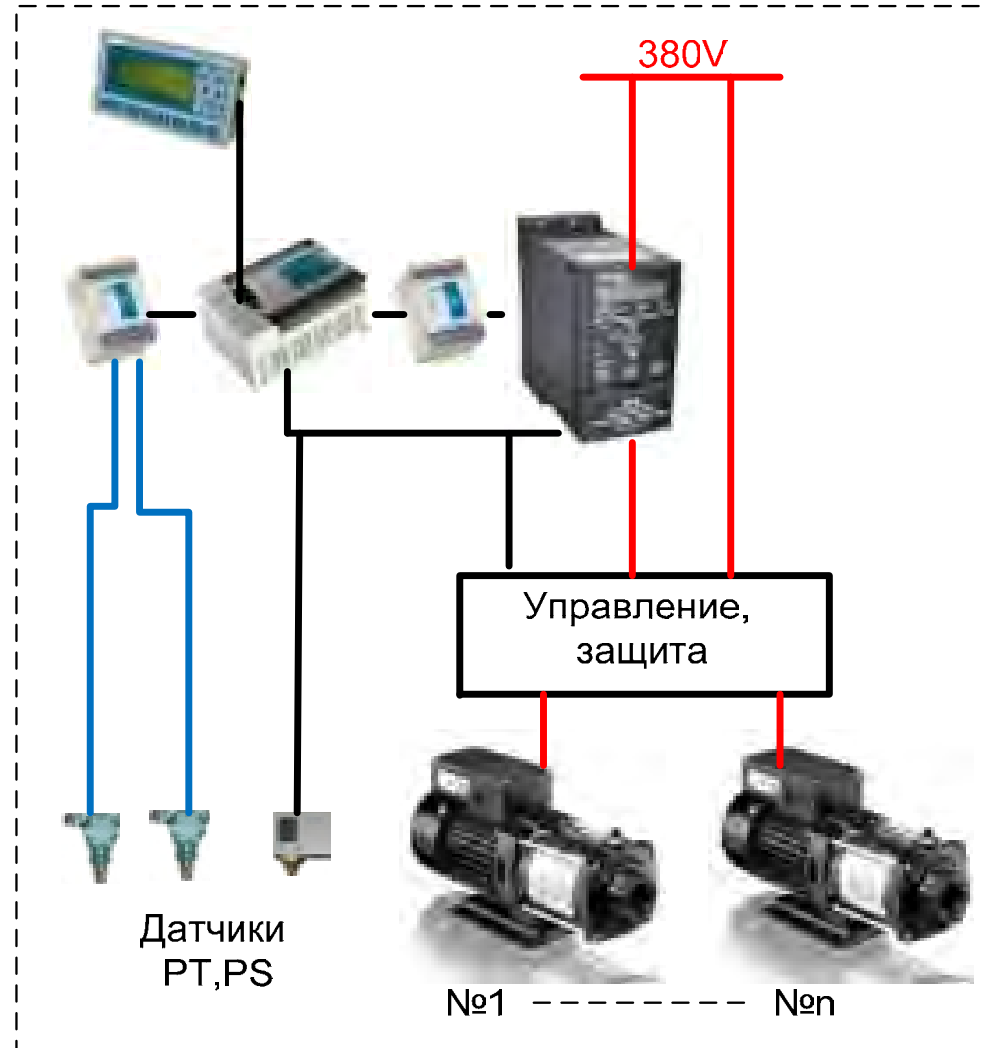 380V
Управление,
защита
Датчики
PT,PS
№1 - - - - - - - №n